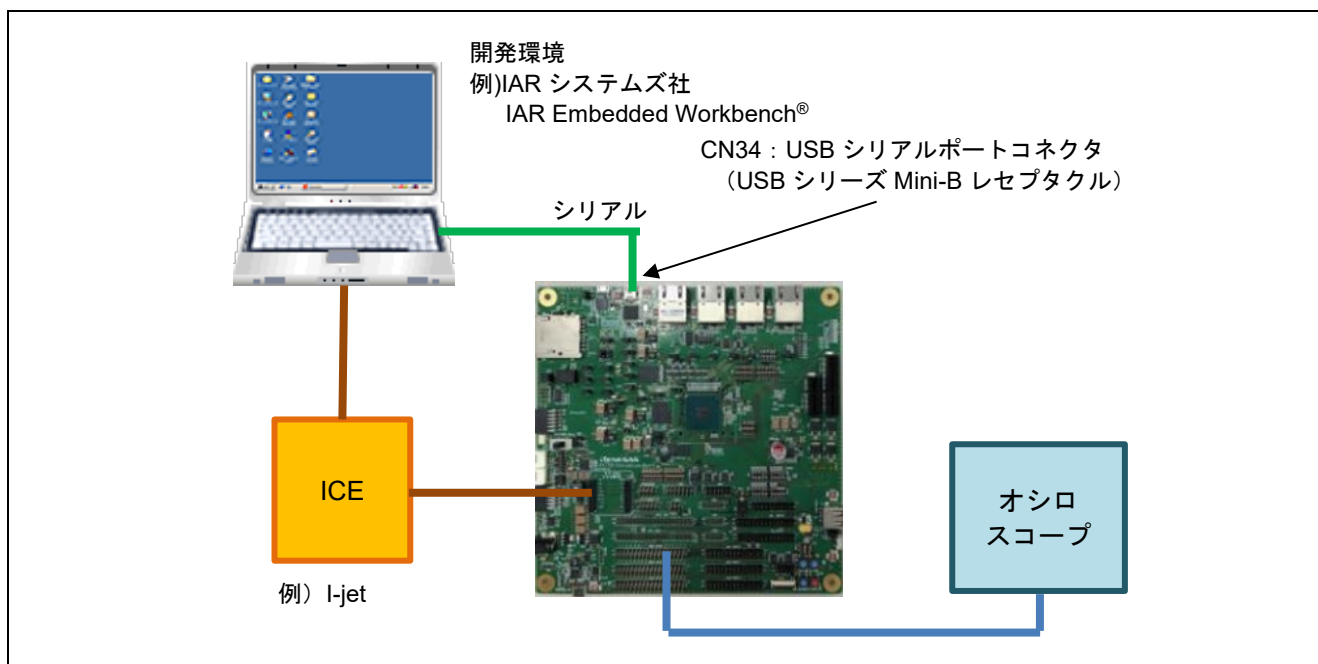 開発環境
例)IAR システムズ社
IAR Embedded Workbench®
CN34：USB シリアルポートコネクタ
（USB シリーズ Mini-B レセプタクル）
シリアル
ICE
例）I-jet
オシロ
スコープ